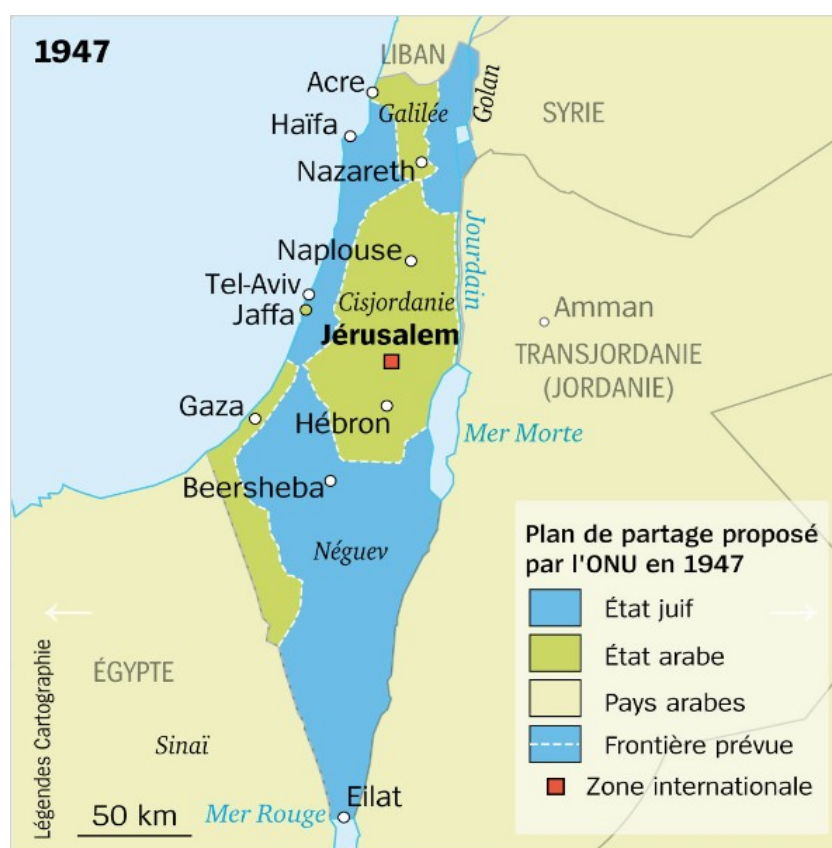 1947
LIBAN
Acre
Golan
Galilée
SYRIE
Haïfa
Nazareth
Jourdain
Naplouse
Tel-Aviv
Cisjordanie
Jaffa
Amman
Jérusalem
TRANSJORDANIE
(JORDANIE)
Gaza
Hébron
Mer Morte
Beersheba
Néguev
ÉGYPTE
Sinaï
Eilat
Mer Rouge
50 km
Légendes Cartographie
Plan de partage proposé
par l'ONU en 1947
État juif
État arabe
Pays arabes
Frontière prévue
Zone internationale